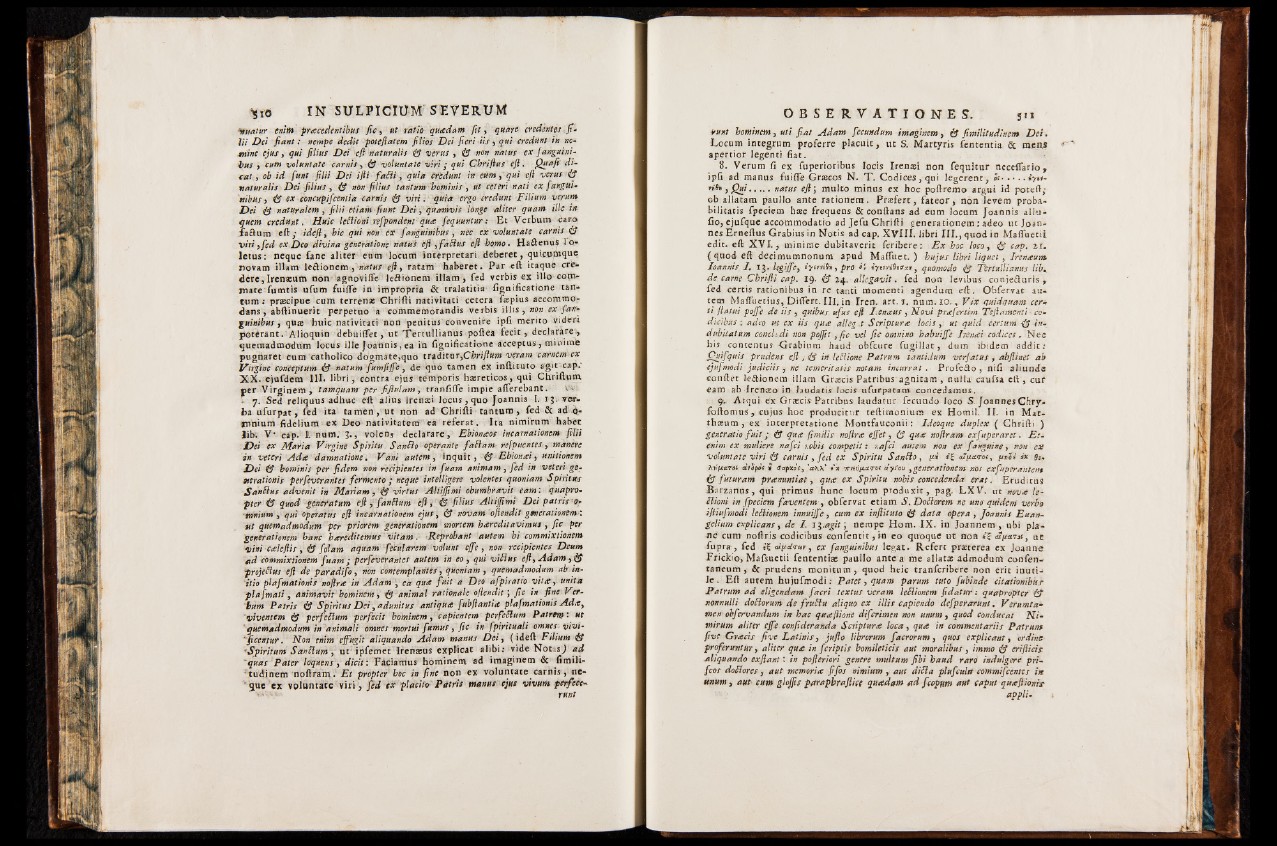 510 IN SULPICIUM SEVERUM
natur enim præcedentibus sic, ut ratio quædam sit, quare credentes fi-
lii Dei fiant: nempe dedit potestatem filios Dei fieri iis, qui credunt in no-
mine ejus, qui filius Dei est naturalis & verus, & non natus ex sanguini-
bus, cum voluntate carnis, & voluntate viri; qui Christus est. Quasi di-
cat, ob id sunt filii Dei isti facti, quia credunt in eum, qui est verus &
naturalis Dei filius, & non filius tantum hominis, ut ceteri nati ex sangui-
nibus, & ex concupiscentia carnis & viri: quia ergo credunt Filium verum
Dei & naturalem, filii etiam fiunt Dei, quamvis longe aliter quam ille in
quem credunt. Huic lectioni respondent quæ sequuntur: Et Verbum caro
factum est; idest, hic qui non ex sanguinibus, nec ex voluntate carnis &
viri, sed ex Deo divina generatione natus est, factus est homo. Hactenus To-
letus: neque sane aliter eum locum interpretari deberet, quicumque
novam illam lectionem, natus est, ratam haberet. Par est itaque cre-
dere, Irenæum non agnovisse lectionem illam, sed verbis ex illo com-
mate sumtis usum fuisse in impropria & tralatitia significatione tan-
tum: præcipue cum terrenæ Christi nativitati cetera sæpius accommo-
dans, abstinuerit perpetuo a commemorandis verbis illis, non ex san-
guinibus, quæ huic nativitati non penitus convenire ipsi merito videri
poterant. Alioquin debuisset, ut Tertullianus postea fecit, declarare,
quemadmodum locus ille Joannis, ea in significatione acceptus, minime
pugnaret cum catholico dogmate, quo traditur, Christum veram carnem ex
Virgine conceptum & natum sumsisse, de quo tamen ex instituto agit cap.
XX. ejusdem III. libri, contra ejus temporis hæreticos, qui Christum
per Virginem, tamquam per fistulam, transisse impie asserebant.
7. Sed reliquus adhuc est alius Irenæi locus, quo Joannis I. 13. ver-
ba usurpat, sed ita tamen, ut non ad Christi tantum, sed & ad o-
mnium fidelium ex Deo nativitatem ea referat. Ita nimirum habet
lib. V. cap. I. num. 3., volens declarare, Ebionæos incarnationem filii
Dei ex Maria Virgine Spiritu Sancto operante factam respuentes, manere
in veteri Adæ damnatione. Vani autem, inquit, & Ebionæi, unitionem
Dei & hominis per fidem non recipientes in suam animam, sed in veteri ge-
nerationis perseverantes fermento; neque intelligere volentes quoniam Spiritus
Sanctus advenit in Mariam, & virtus Altissimi obumbravit eam: quapro-
pter & quod generatum est, sanctum est, & filius Altissimi Dei patris o-
mnium, qui operatus est incarnationem ejus, & novam ostendit generationem:
ut quemadmodum per priorem generationem mortem hæreditavimus, sic per
generationem hanc hæreditemus vitam. Reprobant autem hi commixtionem
vini cælestis, & solam aquam secularem volunt esse, non recipientes Deum
ad commixtionem suam; perseverantes autem in eo, qui victus est, Adam, &
projectus est de paradiso, non contemplantes, quoniam, quemadmodum ab in-
itio plasmationis nostræ in Adam, ea quæ fuit a Deo aspiratio vitæ, unita
plasmati, animavit hominem, & animal rationale ostendit; sic in fine Ver-
bum Patris & Spiritus Dei, adunitus antiquæ substantiæ plasmationis Adæ,
viventem & perfectum perfecit hominem, capientem perfectum Patrem: ut
quemadmodum in animali omnes mortui sumus, sic in spirituali omnes vivi-
ficentur. Non enim effugit aliquando Adam manus Dei, (idest Filium &
Spiritum Sanctum, ut ipsemet Irenæus explicat alibi: vide Notas) ad
quas Pater loquens, dicit: Faciamus hominem ad imaginem & simili-
tudinem nostram. Et propter hoc in fine non ex voluntate carnis, ne-
que ex voluntate viri, sed ex placito Patris manus ejus vivum perfece-
runt
OBSERVATIONES. 511
runt hominem, uti fiat Adam secundum imaginem, & similitudinem Dei.
Locum integrum proferre placuit, ut S. Martyris sententia & mens
apertior legenti fiat.
8. Verum si ex superioribus locis Irenæi non sequitur necessario,
ipsi ad manus fuisse Græcos N. T. Codices, qui legerent, ὃς.....ἐγεν-
νήθη, Qui..... natus est; multo minus ex hoc postremo argui id potest,
ob allatam paullo ante rationem. Præfert, fateor, non levem proba-
bilitatis speciem hæc frequens & constans ad eum locum Joannis allu-
sio, ejusque accommodatio ad Jesu Christi generationem: adeo ut Joan-
nes Ernestus Grabius in Notis ad cap. XVIII. libri III., quod in Massuetii
edit. est XVI., minime dubitaverit scribere: Ex hoc loco, & cap. 21.
(quod est decimumnonum apud Massuet.) hujus libri liquet, Irenæum
Joannis I. 13. legisse, ἐγεννήθη, pro οἳ ἐγεννήθησαν, quomodo & Tertullianus lib.
de carne Christi cap. 19. & 24. allegavit. sed non levibus conjecturis,
sed certis rationibus in re tanti momenti agendum est. Observat au-
tem Massuetius, Dissert. III. in Iren. art. 1. num. 10., Vix quidquam cer-
ti statui posse de iis, quibus usus est Irenæus, Novi præsertim Testamenti co-
dicibus: adeo ut ex iis quæ allegat Scripturæ locis, ut quid certum & in-
dubitatum concludi non possit, sic vel sic omnino habuisse Irenæi codices. Nec
his contentus Grabium haud obscure sugillat, dum ibidem addit:
Quisquis prudens est, & in lectione Patrum tantidum versatus, abstinet ab
ejusmodi judiciis, ne temeritatis notam incurrat. Profecto, nisi aliunde
constet lectionem illam Græcis Patribus agnitam, nulla caussa est, cur
eam ab Irenæo in laudatis locis usurpatam concedamus.
9. Atqui ex Græcis Patribus laudatur secundo loco S. Joannes Chry-
sostomus, cujus hoc producitur testimonium ex Homil. II. in Mat-
thæum, ex interpretatione Montfauconii: Ideoque duplex (Christi)
generatio fuit; & quæ similis nostræ esset, & quæ nostram exsuperaret. Et-
enim ex muliere nasci nobis competit: nasci autem non ex sanguine, non ex
voluntate viri & carnis, sed ex Spiritu Sancto, μὴ ἐξ αἵματος, μηδὲ ἐκ θε-
λήματος ἀνδρὸς ἢ σαρκὸς, ἀλλ' ἐκ πνεύματος ἁγίου, generationem nos exsuperantem
& futuram prænuntiat, quæ ex Spiritu nobis concedenda erat. Eruditus
Barzanus, qui primus hunc locum produxit, pag. LXV. ut novæ le-
ctioni in speciem faventem, observat etiam S. Doctorem ne uno quidem verbo
istiusmodi lectionem innuisse, cum ex instituto & data opera, Joannis Euan-
gelium explicans, de I. 13. agit; nempe Hom. IX. in Joannem, ubi pla-
ne cum nostris codicibus consentit, in eo quoque ut non ἐξ αἵματος, ut
supra, sed ἐξ αἱμάτων, ex sanguinibus legat. Refert præterea ex Joanne
Frickio, Massuetii sententiæ paullo ante a me allatæ admodum consen-
taneum, & prudens monitum, quod heic transcribere non erit inuti-
le. Est autem hujusmodi: Patet, quam parum tuto subinde citationibus
Patrum ad eligendam sacri textus veram lectionem fidatur: quapropter &
nonnulli doctorum de fructu aliquo ex illis capiendo desperarunt. Verumta-
men observandum in hac quæstione discrimen non unum, quod conducat. Ni-
mirum aliter esse consideranda Scripturæ loca, quæ in commentariis Patrum
sive Græcis sive Latinis, justo librorum sacrorum, quos explicant, ordine
proferuntur, aliter quæ in scriptis homileticis aut moralibus, immo & eristicis
aliquando exstant: in posteriori genere multum sibi haud raro indulgere pri-
scos doctores, aut memoriæ fisos nimium, aut dicta pluscula commiscentes in
unum, aut cum glossis paraphrastice quædam ad scopum aut caput quæstionis
appli-